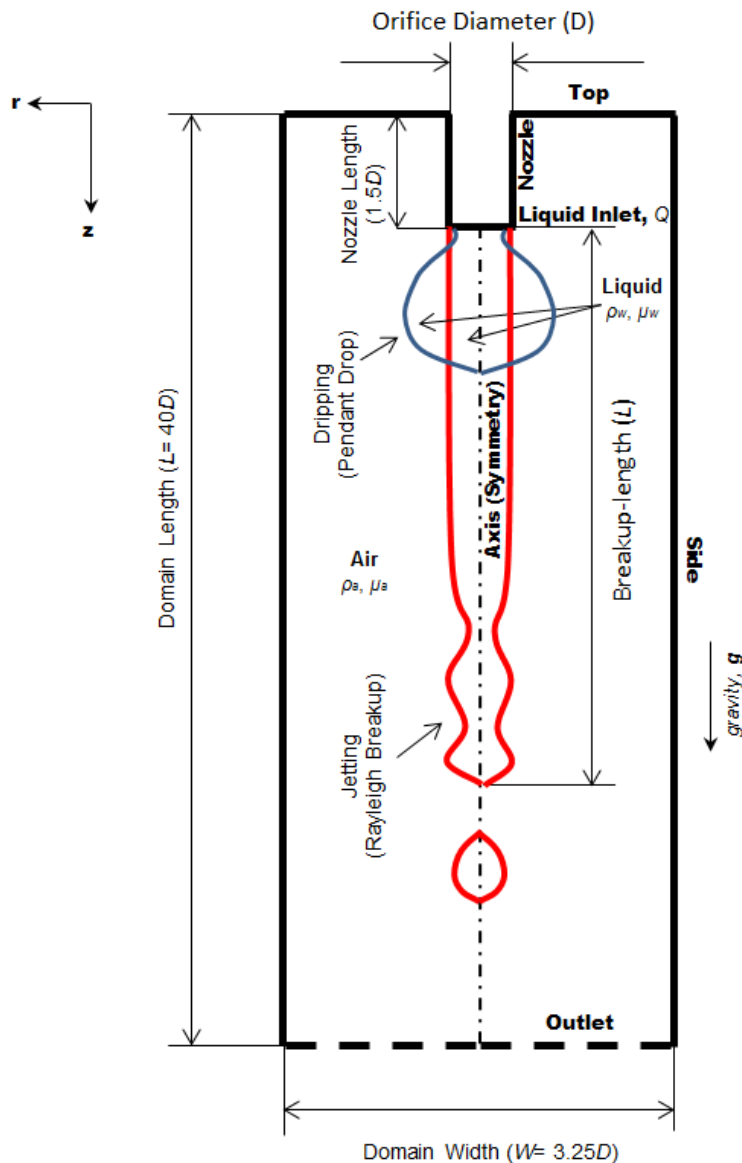 Orifice Diameter (D)
r
z
Top
Nozzle Length
(1.5D)
Nozzle
Liquid Inlet, Q
Liquid
ρw, μw
Dripping
(Pendant Drop)
Axis (Symmetry)
Breakup-length (L)
Domain Length (L= 40D)
Air
ρa, μa
Side
gravity, g
Jetting
(Rayleigh Breakup)
Outlet
Domain Width (W= 3.25D)